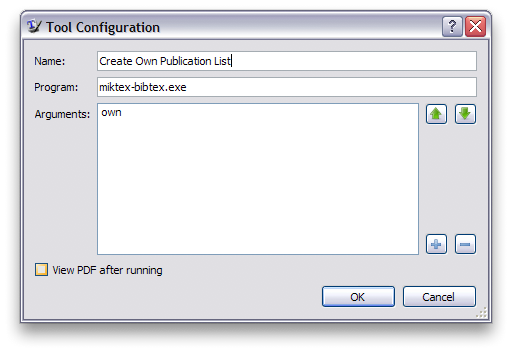 Tool Configuration
Name: Create Own Publication List
Program: miktex-bibtex.exe
Arguments: own
View PDF after running
OK Cancel